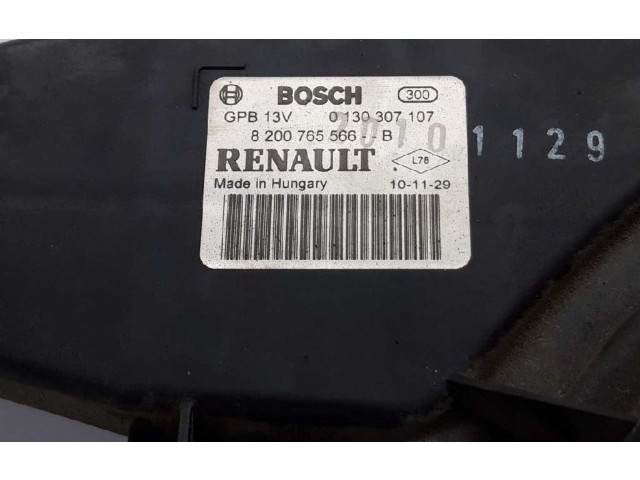 BOSCH 300
GPB 13V 0 130 307 107
8 200 765 566 -- B
20101129
RENAULT L76
Made in Hungary 10-11-29